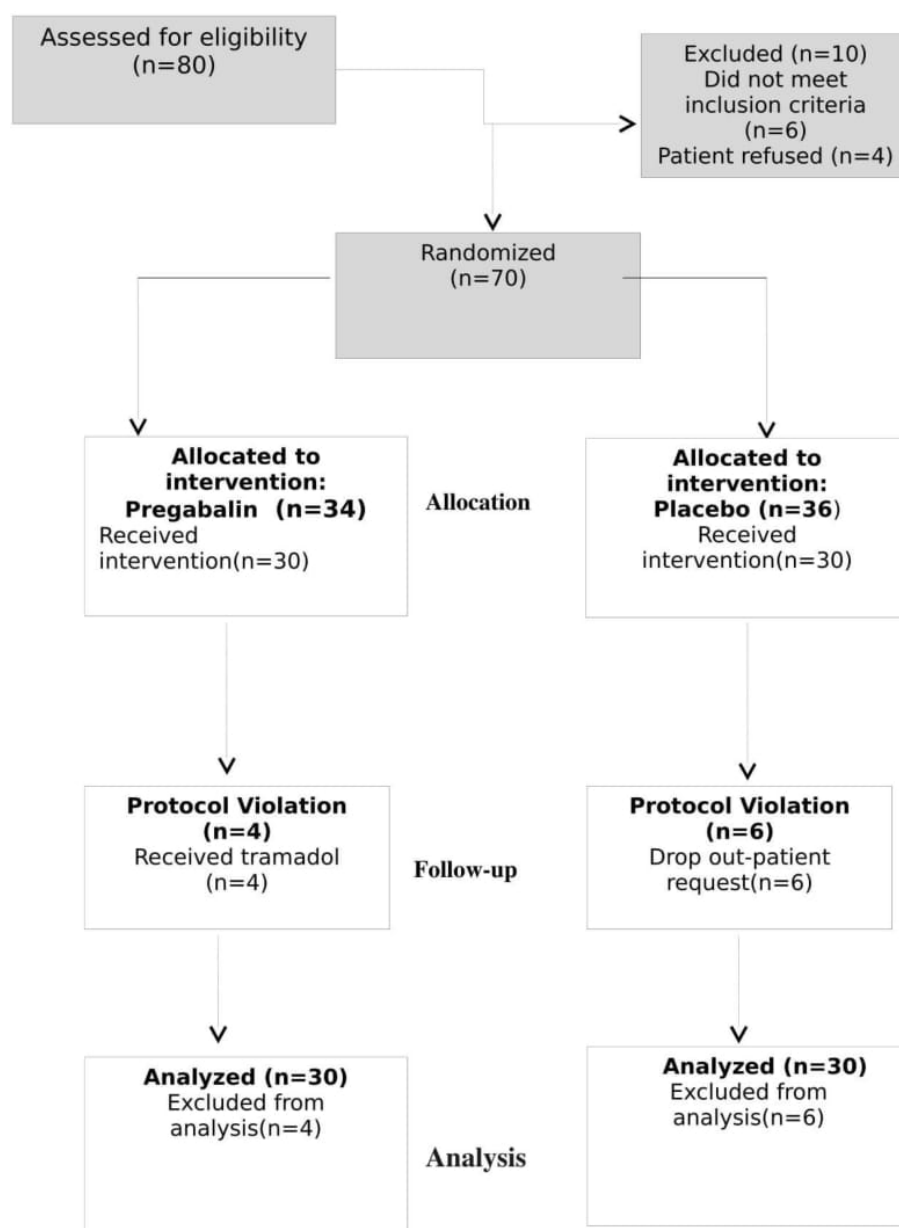 Assessed for eligibility
(n=80)
Excluded (n=10)
Did not meet
inclusion criteria
(n=6)
Patient refused (n=4)
Randomized
(n=70)
Allocated to
intervention:
Pregabalin (n=34)
Received
intervention(n=30)
Allocation
Allocated to
intervention:
Placebo (n=36)
Received
intervention(n=30)
Protocol Violation
(n=4)
Received tramadol
(n=4)
Follow-up
Protocol Violation
(n=6)
Drop out-patient
request(n=6)
Analyzed (n=30)
Excluded from
analysis(n=4)
Analysis
Analyzed (n=30)
Excluded from
analysis(n=6)